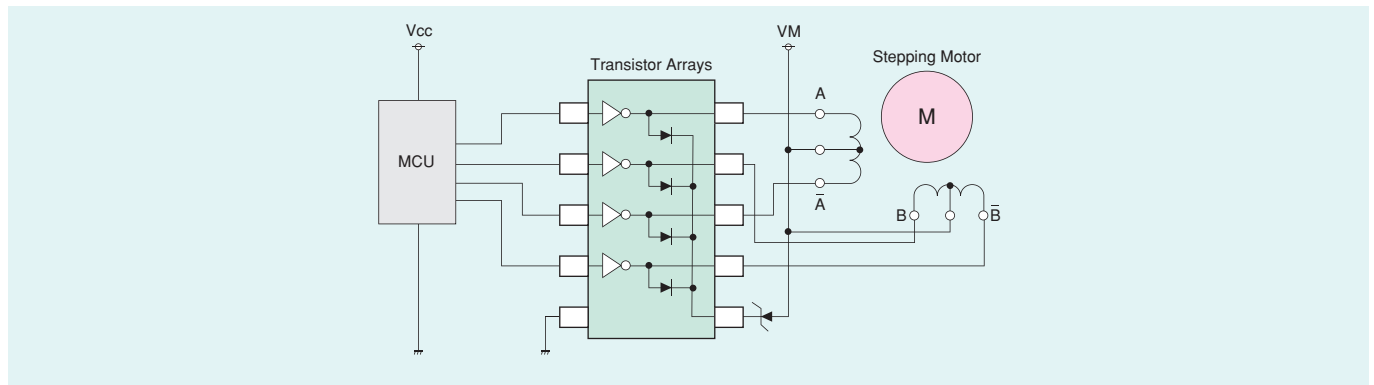 Vcc
VM
Transistor Arrays
Stepping Motor
A
M
MCU
A̅
B
B̅